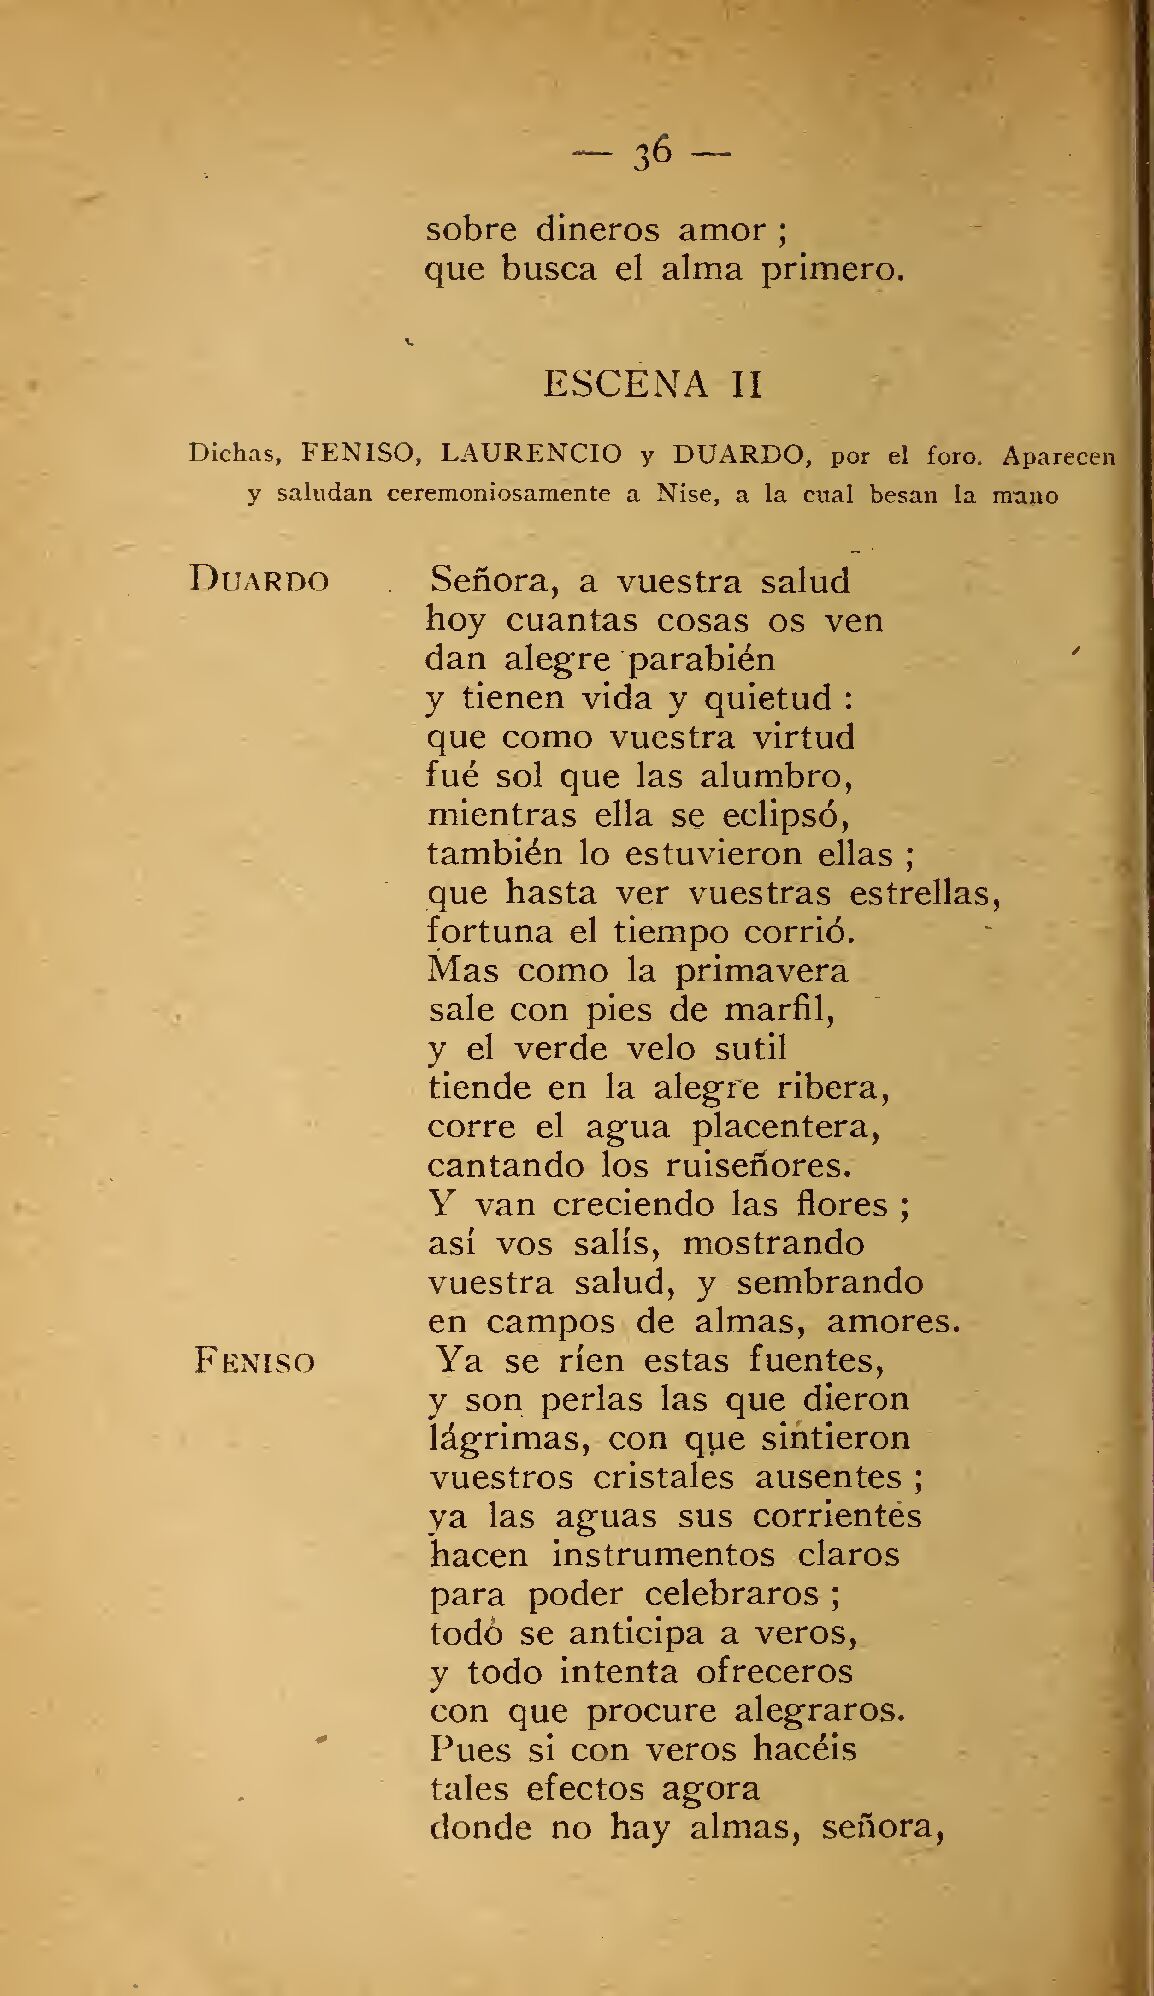 — 36 —
sobre dineros amor ;
que busca el alma primero.
ESCENA II
Dichas, FENISO, LAURENCIO y DUARDO, por el foro. Aparecen
y saludan ceremoniosamente a Nise, a la cual besan la mano
DUARDO Señora, a vuestra salud
hoy cuantas cosas os ven
dan alegre parabién
y tienen vida y quietud :
que como vuestra virtud
fué sol que las alumbro,
mientras ella se eclipsó,
también lo estuvieron ellas ;
que hasta ver vuestras estrellas,
fortuna el tiempo corrió.
Mas como la primavera
sale con pies de marfil,
y el verde velo sutil
tiende en la alegre ribera,
corre el agua placentera,
cantando los ruiseñores.
Y van creciendo las flores ;
así vos salís, mostrando
vuestra salud, y sembrando
en campos de almas, amores.
FENISO Ya se ríen estas fuentes,
y son perlas las que dieron
lágrimas, con que sintieron
vuestros cristales ausentes ;
ya las aguas sus corrientes
hacen instrumentos claros
para poder celebraros ;
todo se anticipa a veros,
y todo intenta ofreceros
con que procure alegraros.
Pues si con veros hacéis
tales efectos agora
donde no hay almas, señora,